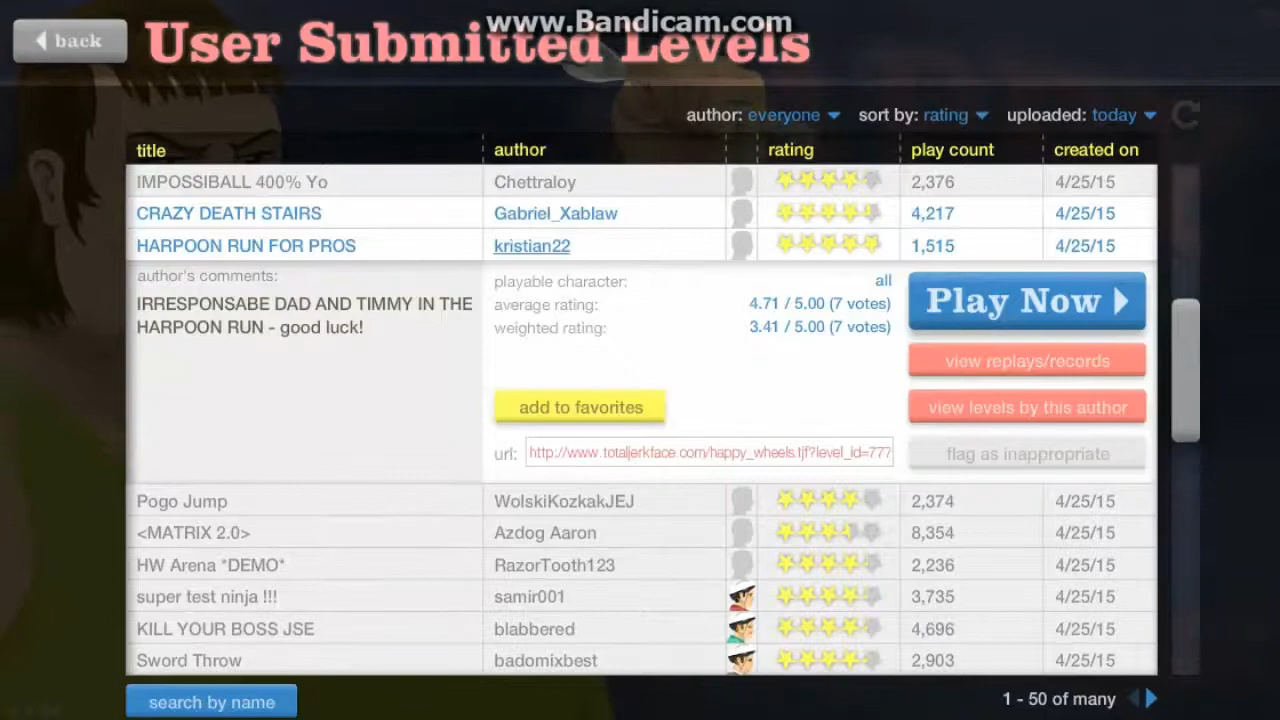 www.Bandicam.com
back
User Submitted Levels
author: everyone sort by: rating uploaded: today
title author rating play count created on
IMPOSSIBALL 400% Yo Chettraloy 2,376 4/25/15
CRAZY DEATH STAIRS Gabriel_Xablaw 4,217 4/25/15
HARPOON RUN FOR PROS kristian22 1,515 4/25/15
author's comments:
IRRESPONSABE DAD AND TIMMY IN THE
HARPOON RUN - good luck!
playable character: all
average rating: 4.71 / 5.00 (7 votes)
weighted rating: 3.41 / 5.00 (7 votes)
add to favorites
url: http://www.totaljerkface.com/happy_wheels.tjf?level_id=777
Play Now
view replays/records
view levels by this author
flag as inappropriate
Pogo Jump WolskiKozkakJEJ 2,374 4/25/15
<MATRIX 2.0> Azdog Aaron 8,354 4/25/15
HW Arena *DEMO* RazorTooth123 2,236 4/25/15
super test ninja !!! samir001 3,735 4/25/15
KILL YOUR BOSS JSE blabbered 4,696 4/25/15
Sword Throw badomixbest 2,903 4/25/15
search by name 1 - 50 of many